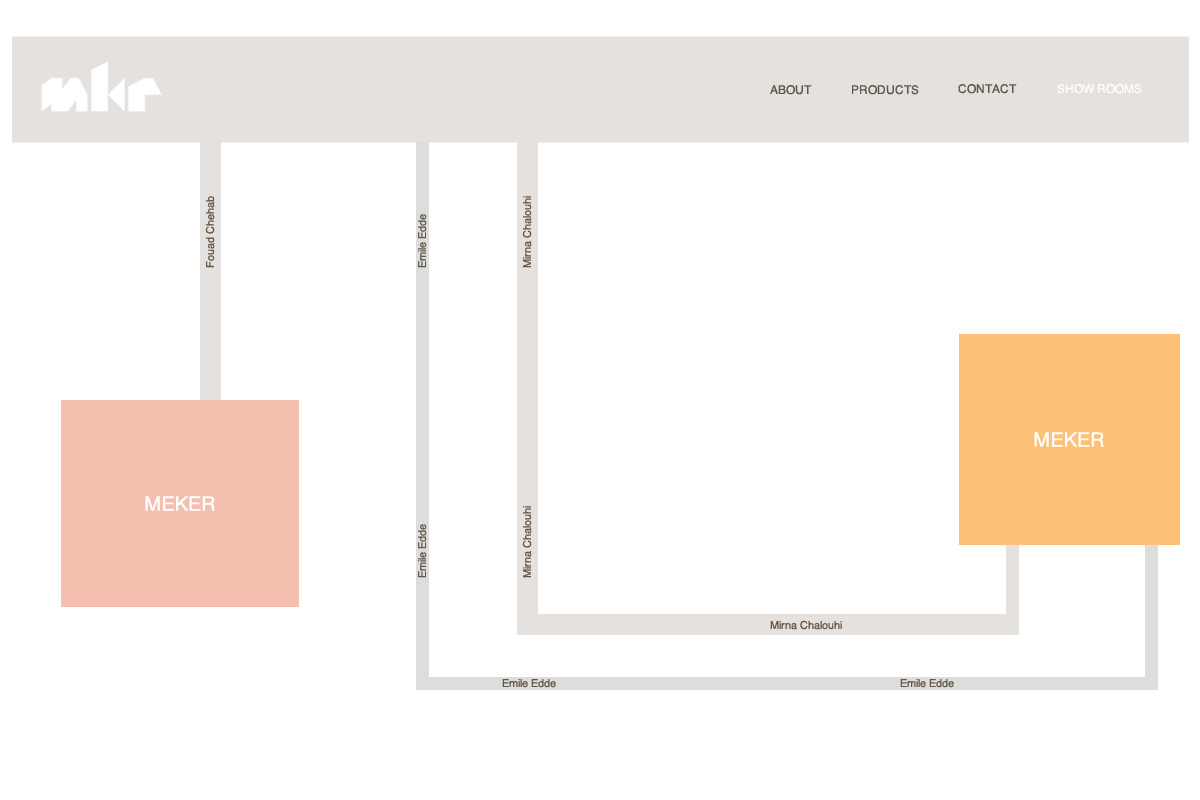 mkr
ABOUT
PRODUCTS
CONTACT
SHOW ROOMS
Fouad Chehab
Emile Edde
Mirna Chalouhi
MEKER
MEKER
Emile Edde
Mirna Chalouhi
Mirna Chalouhi
Emile Edde
Emile Edde